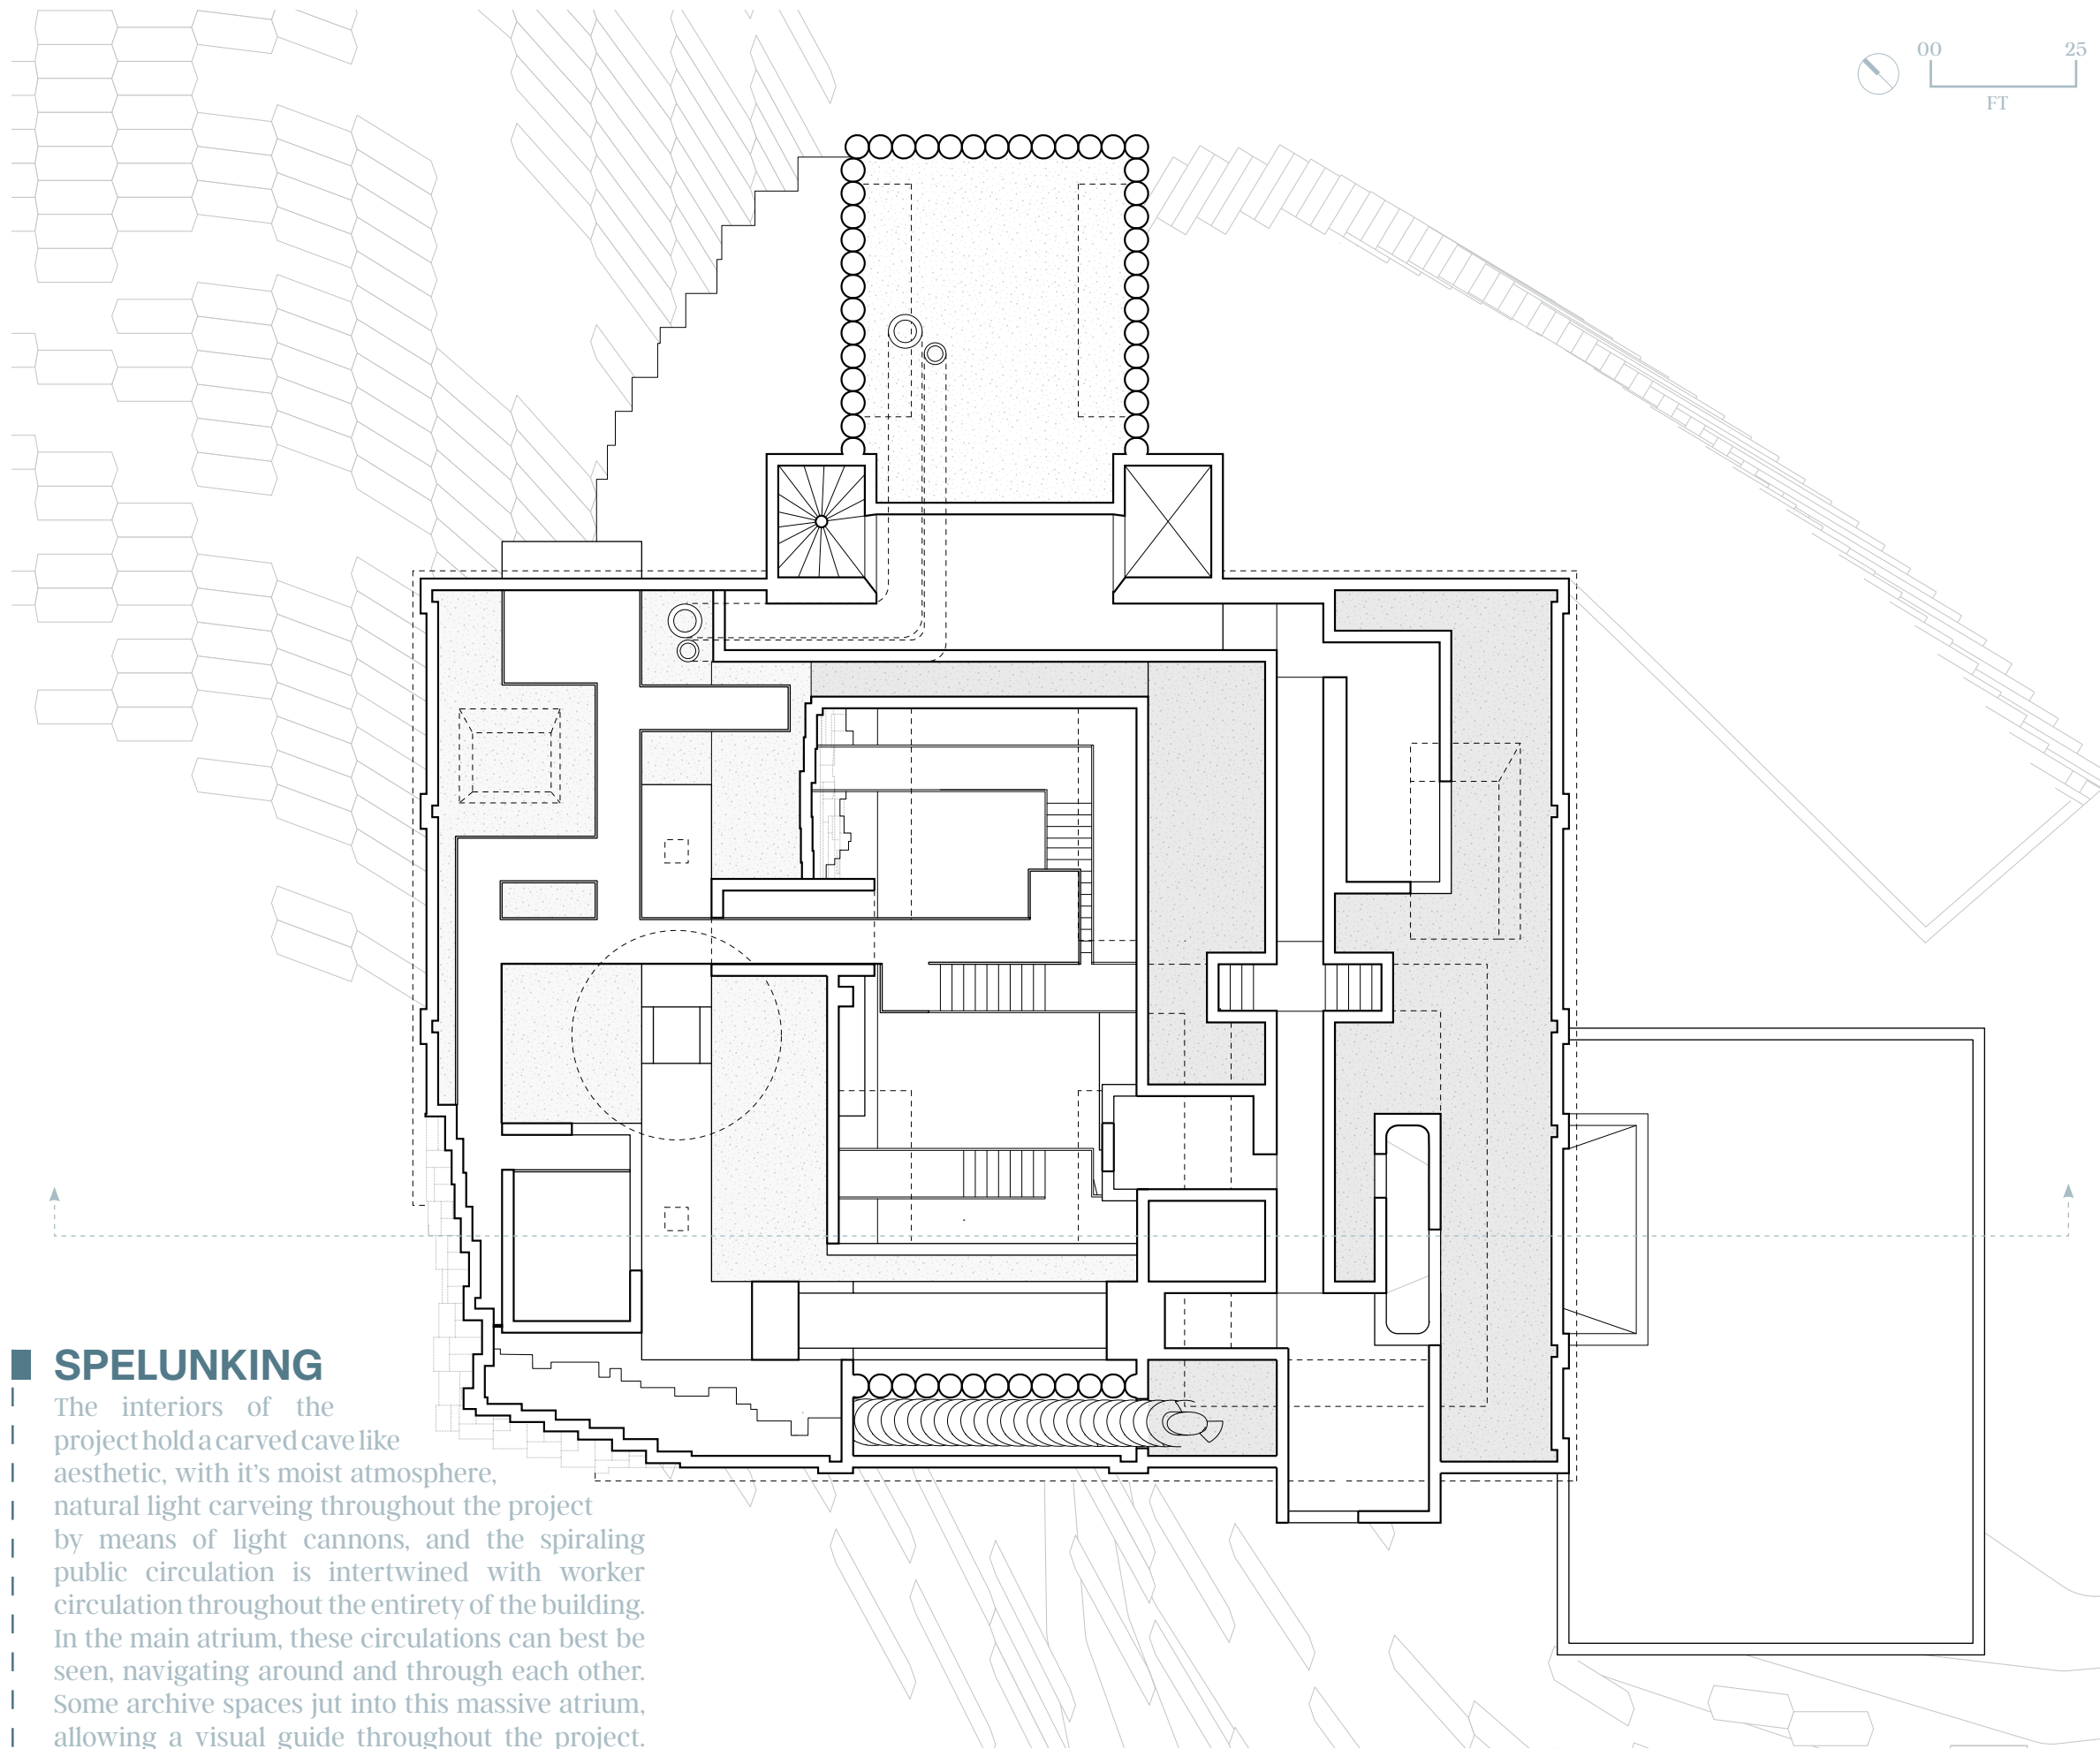 00 25
FT
SPELUNKING
The interiors of the
project hold a carved cave like
aesthetic, with it’s moist atmosphere,
natural light carveing throughout the project
by means of light cannons, and the spiraling
public circulation is intertwined with worker
circulation throughout the entirety of the building.
In the main atrium, these circulations can best be
seen, navigating around and through each other.
Some archive spaces jut into this massive atrium,
allowing a visual guide throughout the project.